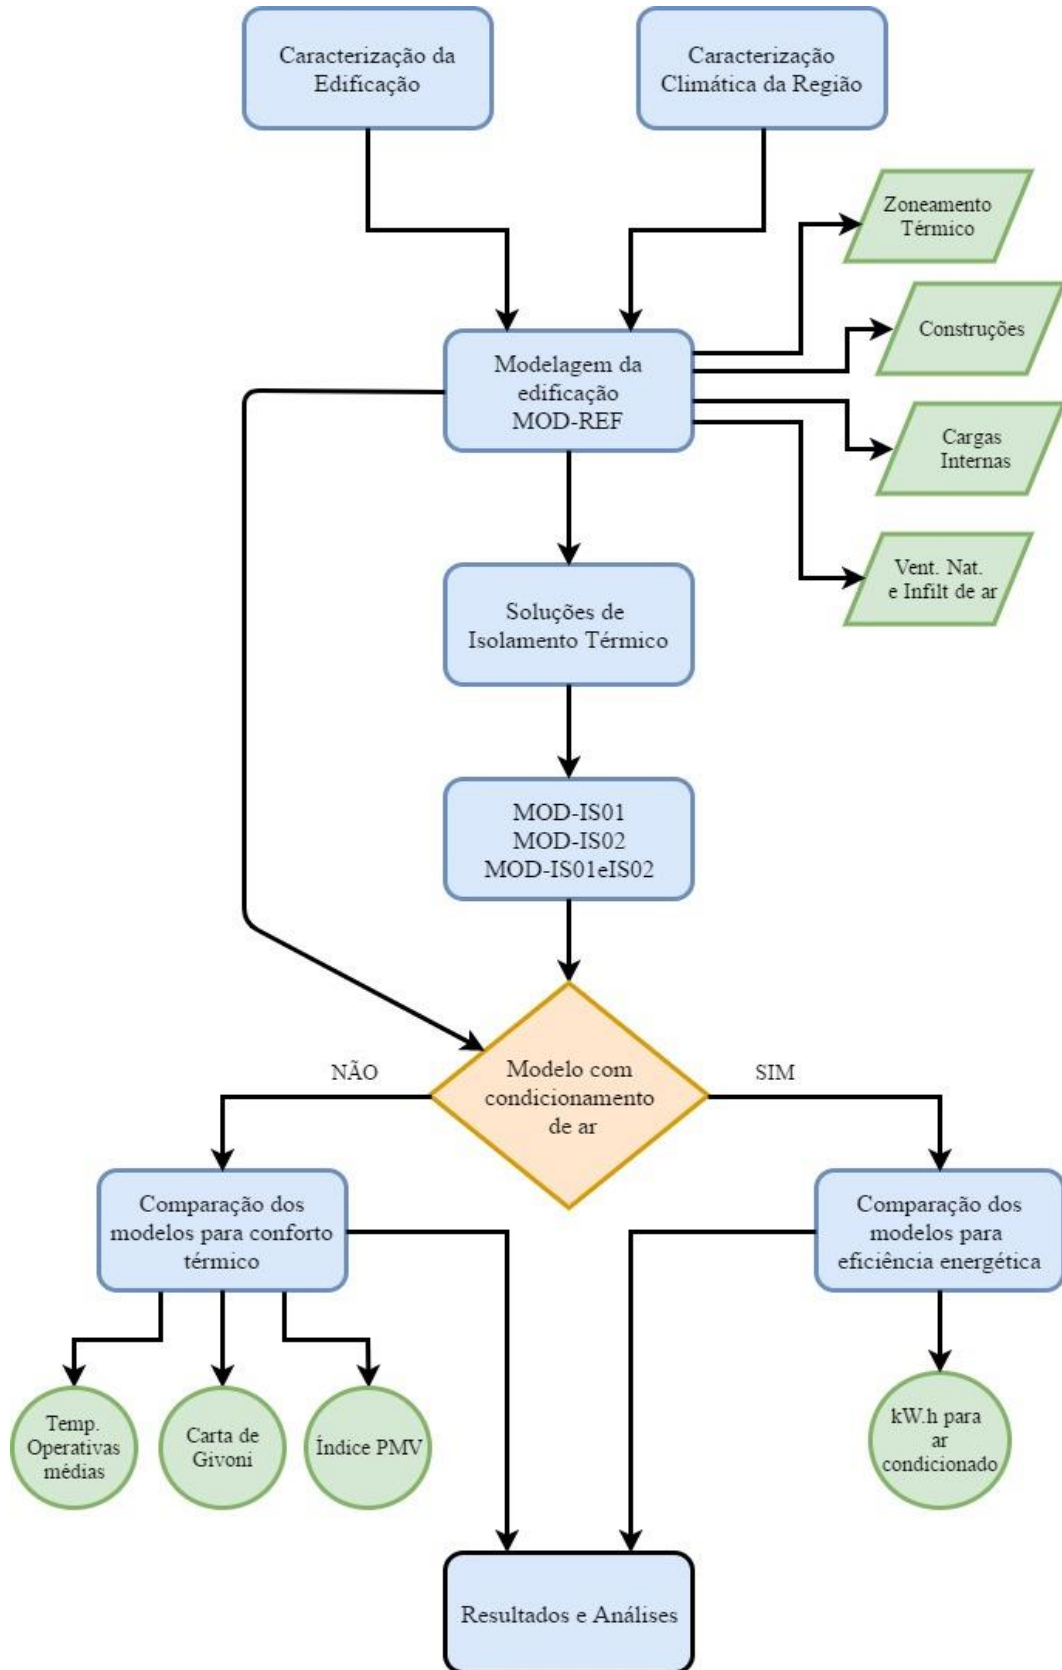 Caracterização da
Edificação
Caracterização
Climática da Região
Zoneamento
Térmico
Construções
Modelagem da
edificação
MOD-REF
Cargas
Internas
Vent. Nat.
e Infilt de ar
Soluções de
Isolamento Térmico
MOD-IS01
MOD-IS02
MOD-IS01eIS02
NÃO
SIM
Modelo com
condicionamento
de ar
Comparação dos
modelos para conforto
térmico
Comparação dos
modelos para
eficiência energética
Temp.
Operativas
médias
Carta de
Givoni
Índice PMV
kW.h para
ar
condicionado
Resultados e Análises